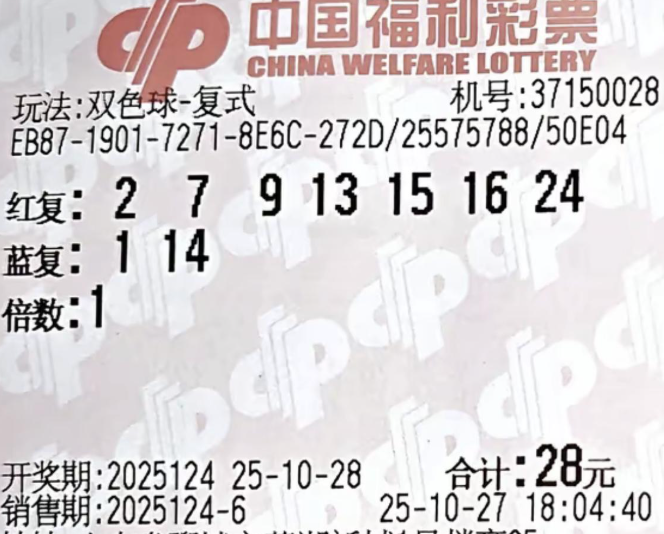 中国福利彩票
CHINA WELFARE LOTTERY
玩法:双色球-复式 机号:37150028
EB87-1901-7271-8E6C-272D/25575788/50E04
红复: 2 7 9 13 15 16 24
蓝复: 1 14
倍数:1
开奖期:2025124 25-10-28 合计:28元
销售期:2025124-6 25-10-27 18:04:40